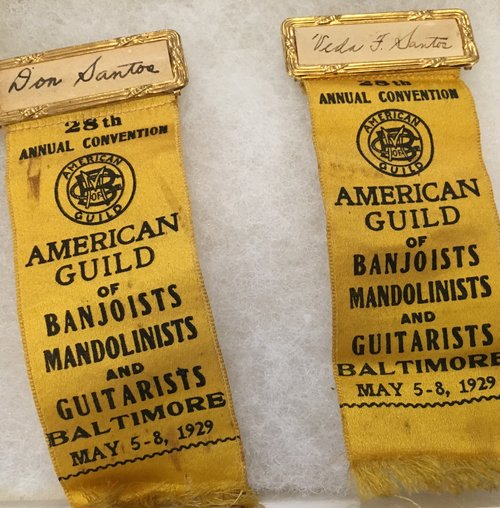 Don Santos
28th
ANNUAL CONVENTION
AMERICAN
OF
GUILD
AMERICAN
GUILD
OF
BANJOISTS
MANDOLINISTS
AND
GUITARISTS
BALTIMORE
MAY 5-8, 1929
Veda F. Santos
28th
ANNUAL CONVENTION
AMERICAN
OF
GUILD
AMERICAN
GUILD
OF
BANJOISTS
MANDOLINISTS
AND
GUITARISTS
BALTIMORE
MAY 5-8, 1929